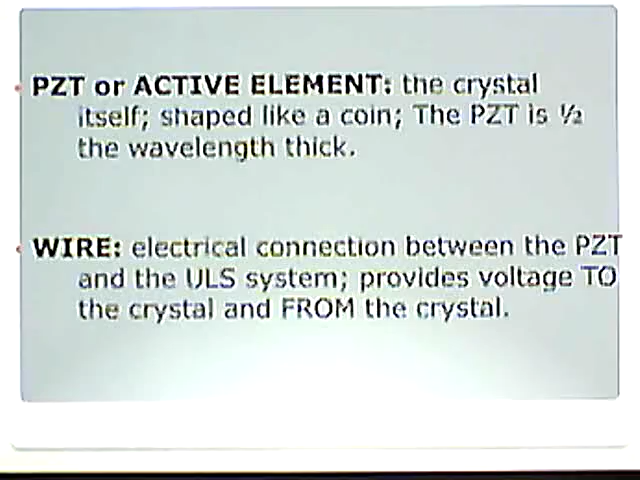 PZT or ACTIVE ELEMENT: the crystal
itself; shaped like a coin; The PZT is ½
the wavelength thick.
WIRE: electrical connection between the PZT
and the ULS system; provides voltage TO
the crystal and FROM the crystal.